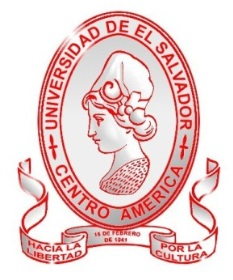 UNIVERSIDAD DE EL SALVADOR
CENTRO AMERICA
16 DE FEBRERO
DE 1841
HACIA LA
LIBERTAD
POR LA
CULTURA